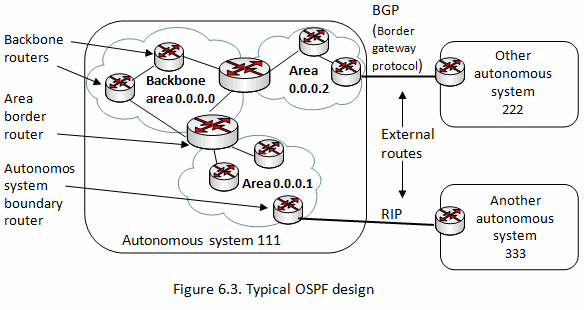 Backbone
routers
Area
border
router
Autonomos
system
boundary
router
Backbone
area 0.0.0.0
Area
0.0.0.2
Area 0.0.0.1
Autonomous system 111
BGP
(Border
gateway
protocol)
External
routes
RIP
Other
autonomous
system
222
Another
autonomous
system
333
Figure 6.3. Typical OSPF design